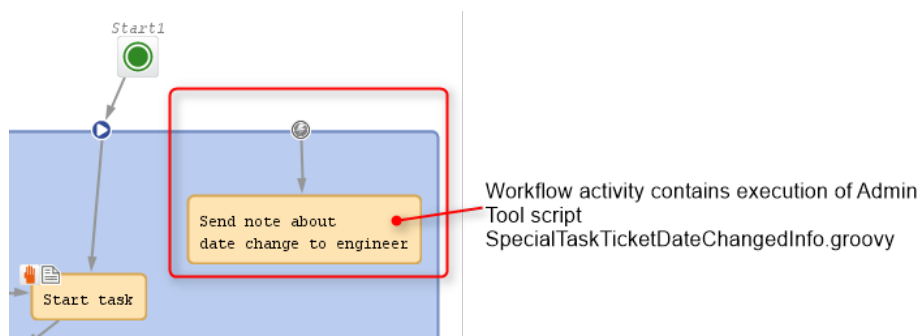 Start1
Send note about
date change to engineer
Workflow activity contains execution of Admin
Tool script
SpecialTaskTicketDateChangedInfo.groovy
Start task